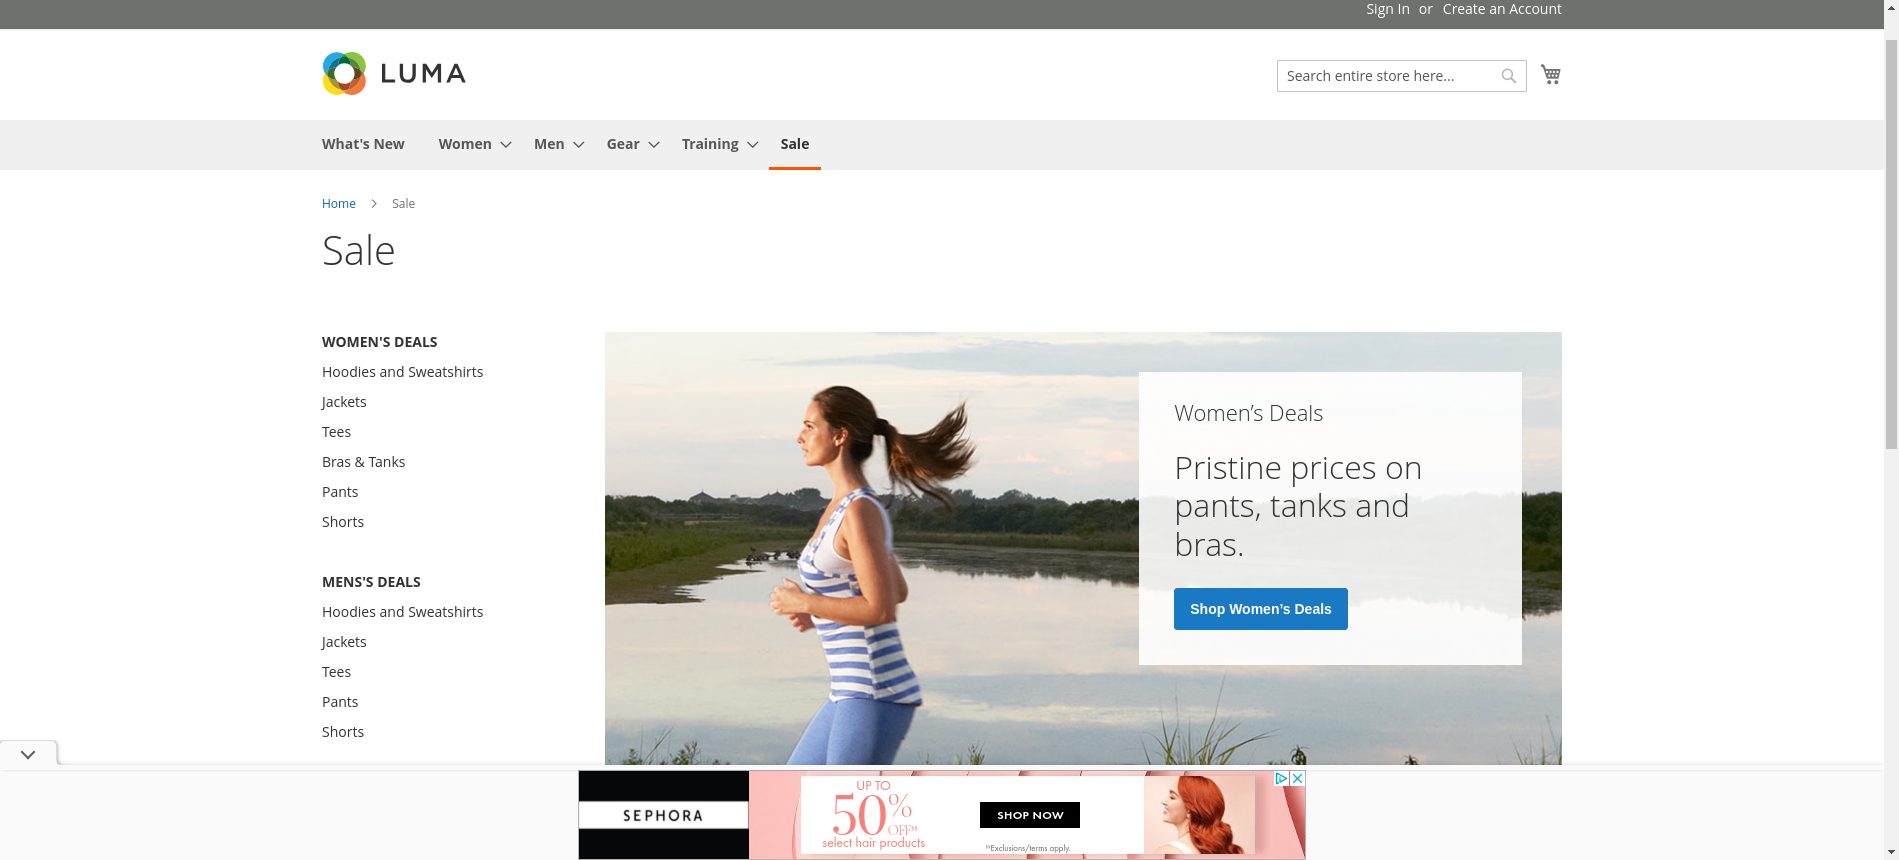 Sign In or Create an Account
LUMA
Search entire store here...
What's New Women Men Gear Training Sale
Home Sale
Sale
WOMEN'S DEALS
Hoodies and Sweatshirts
Jackets
Tees
Bras & Tanks
Pants
Shorts
MENS'S DEALS
Hoodies and Sweatshirts
Jackets
Tees
Pants
Shorts
Women’s Deals
Pristine prices on
pants, tanks and
bras.
Shop Women’s Deals
SEPHORA
UP TO
50%
OFF**
select hair products
SHOP NOW
**Exclusions/terms apply.